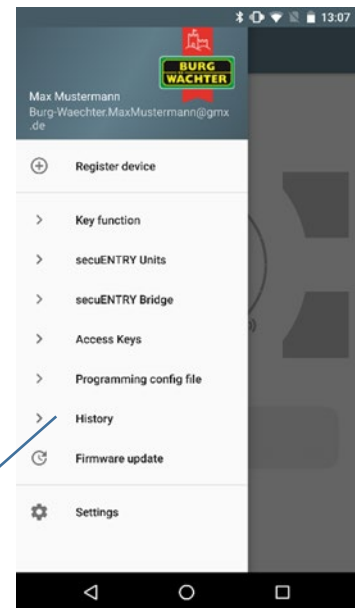 13:07
BURG
WÄCHTER
Max Mustermann
Burg-Waechter.MaxMustermann@gmx
.de
Register device
Key function
secuENTRY Units
secuENTRY Bridge
Access Keys
Programming config file
History
Firmware update
Settings